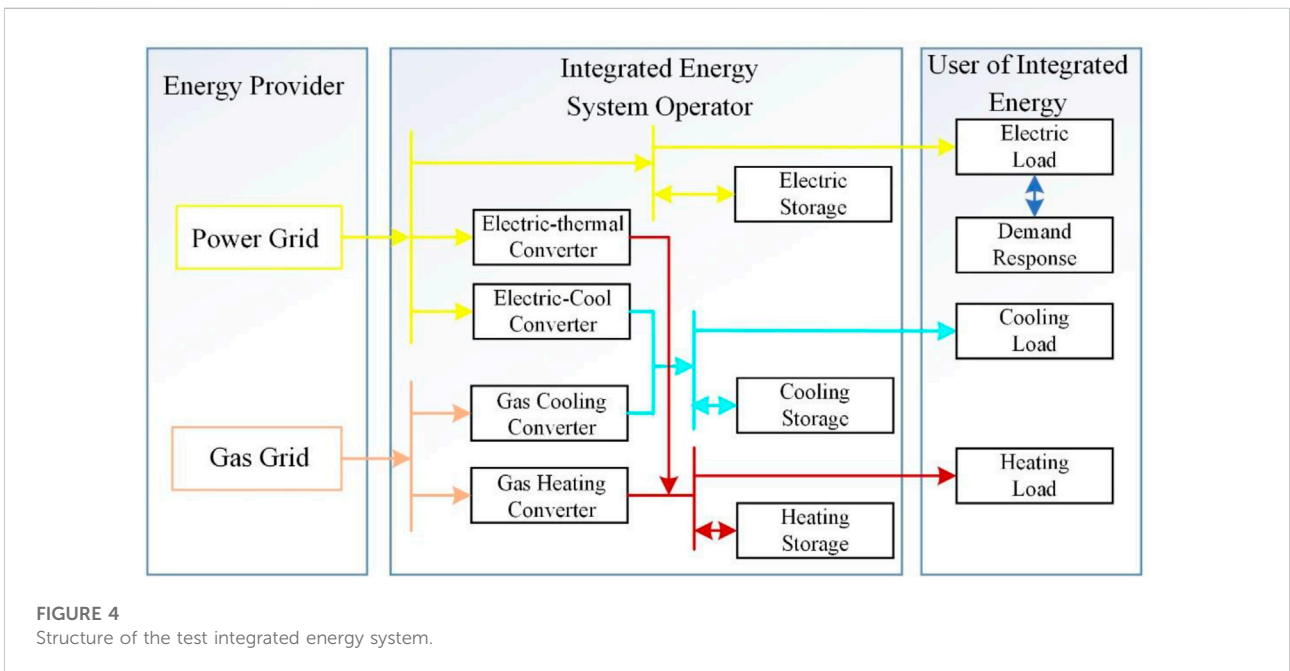 Energy Provider
Power Grid
Gas Grid
Integrated Energy
System Operator
Electric
Storage
Electric-thermal
Converter
Electric-Cool
Converter
Gas Cooling
Converter
Cooling
Storage
Gas Heating
Converter
Heating
Storage
User of Integrated
Energy
Electric
Load
Demand
Response
Cooling
Load
Heating
Load
FIGURE 4
Structure of the test integrated energy system.